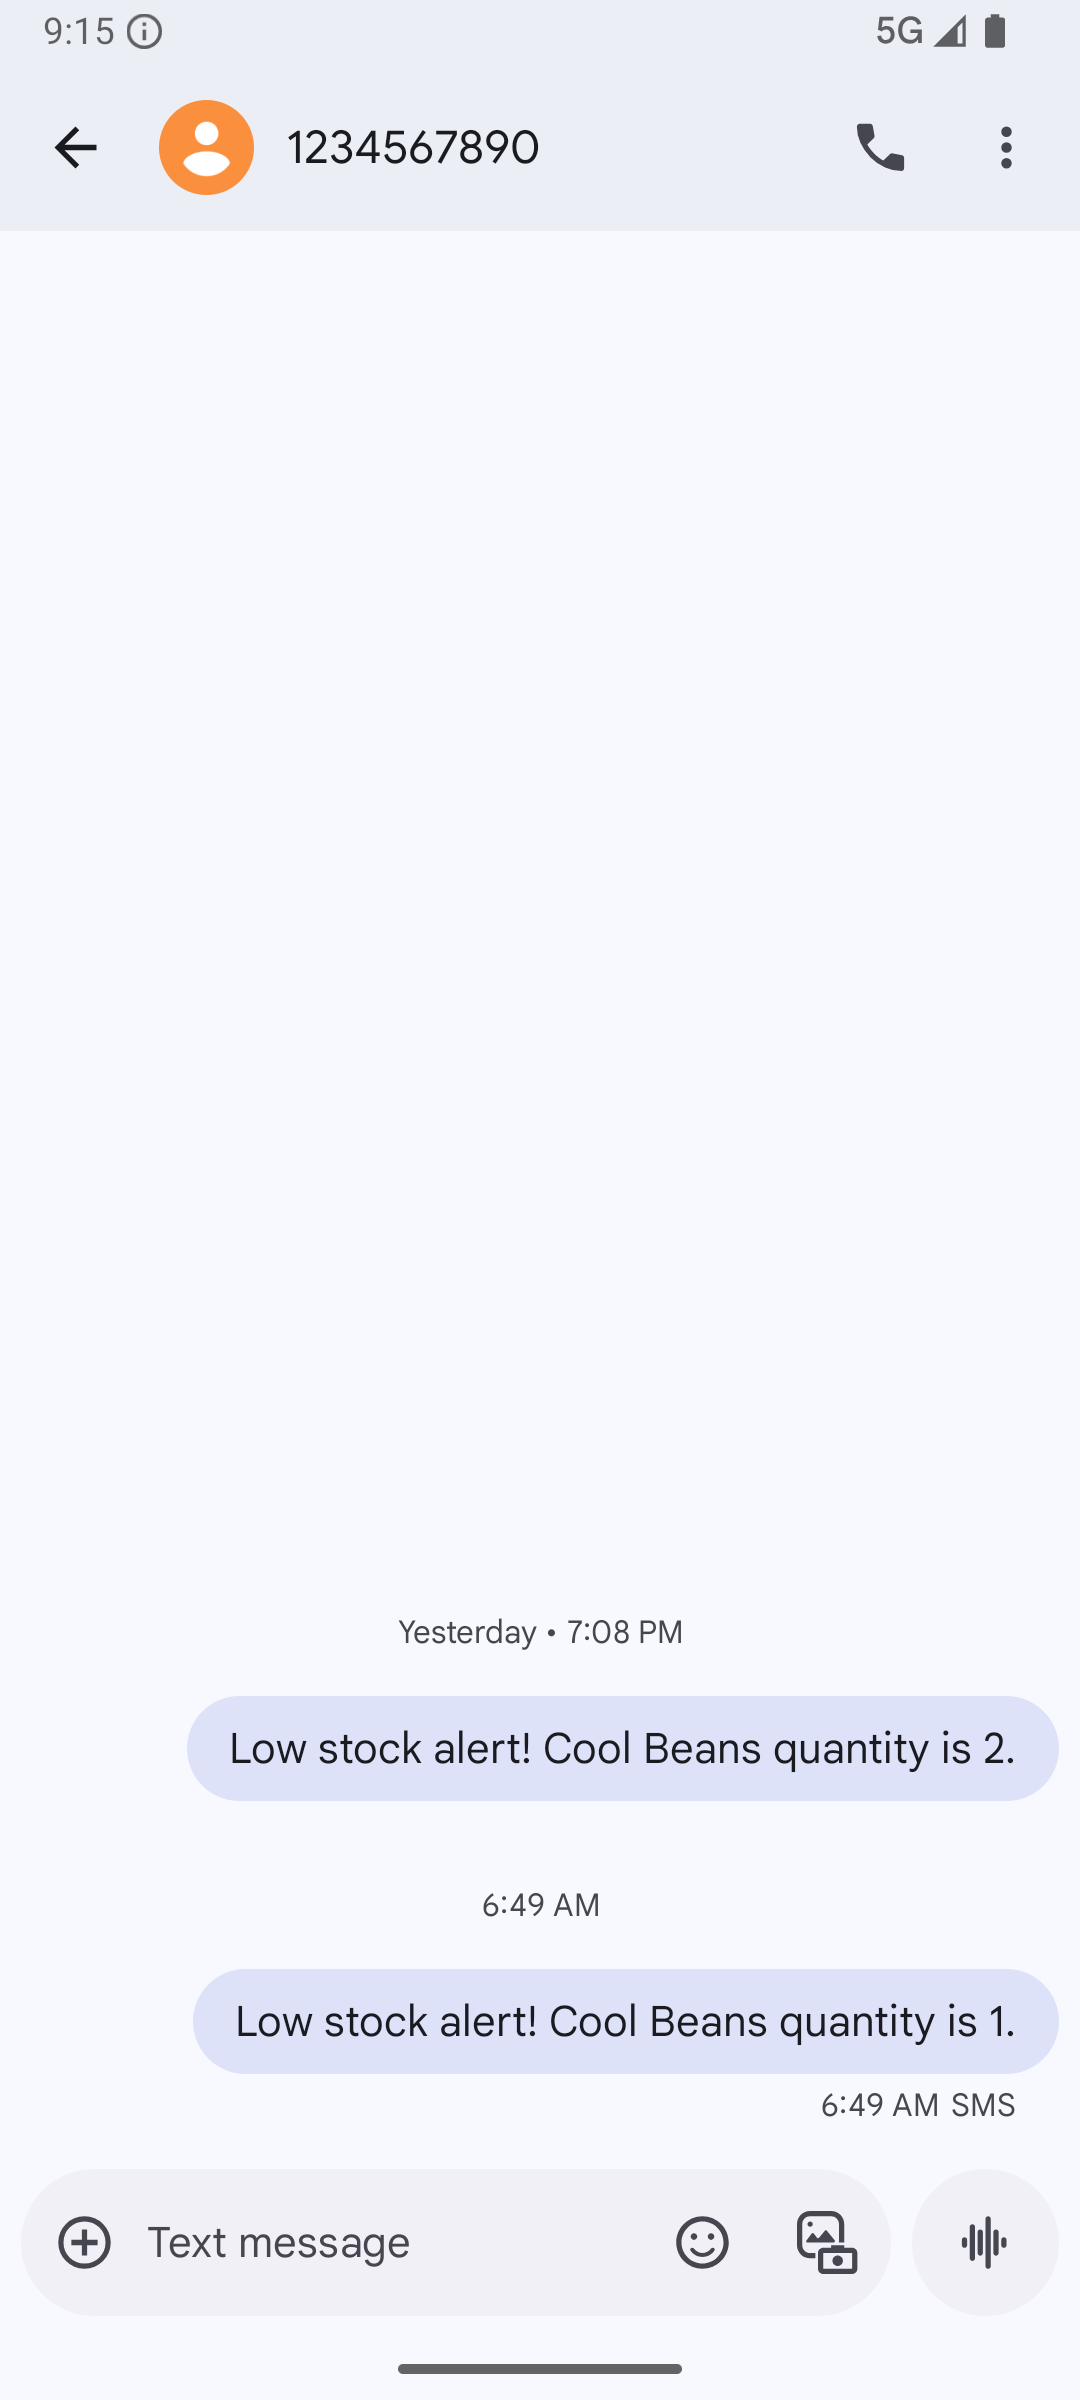 9:15
5G
1234567890
Yesterday • 7:08 PM
Low stock alert! Cool Beans quantity is 2.
6:49 AM
Low stock alert! Cool Beans quantity is 1.
6:49 AM SMS
Text message